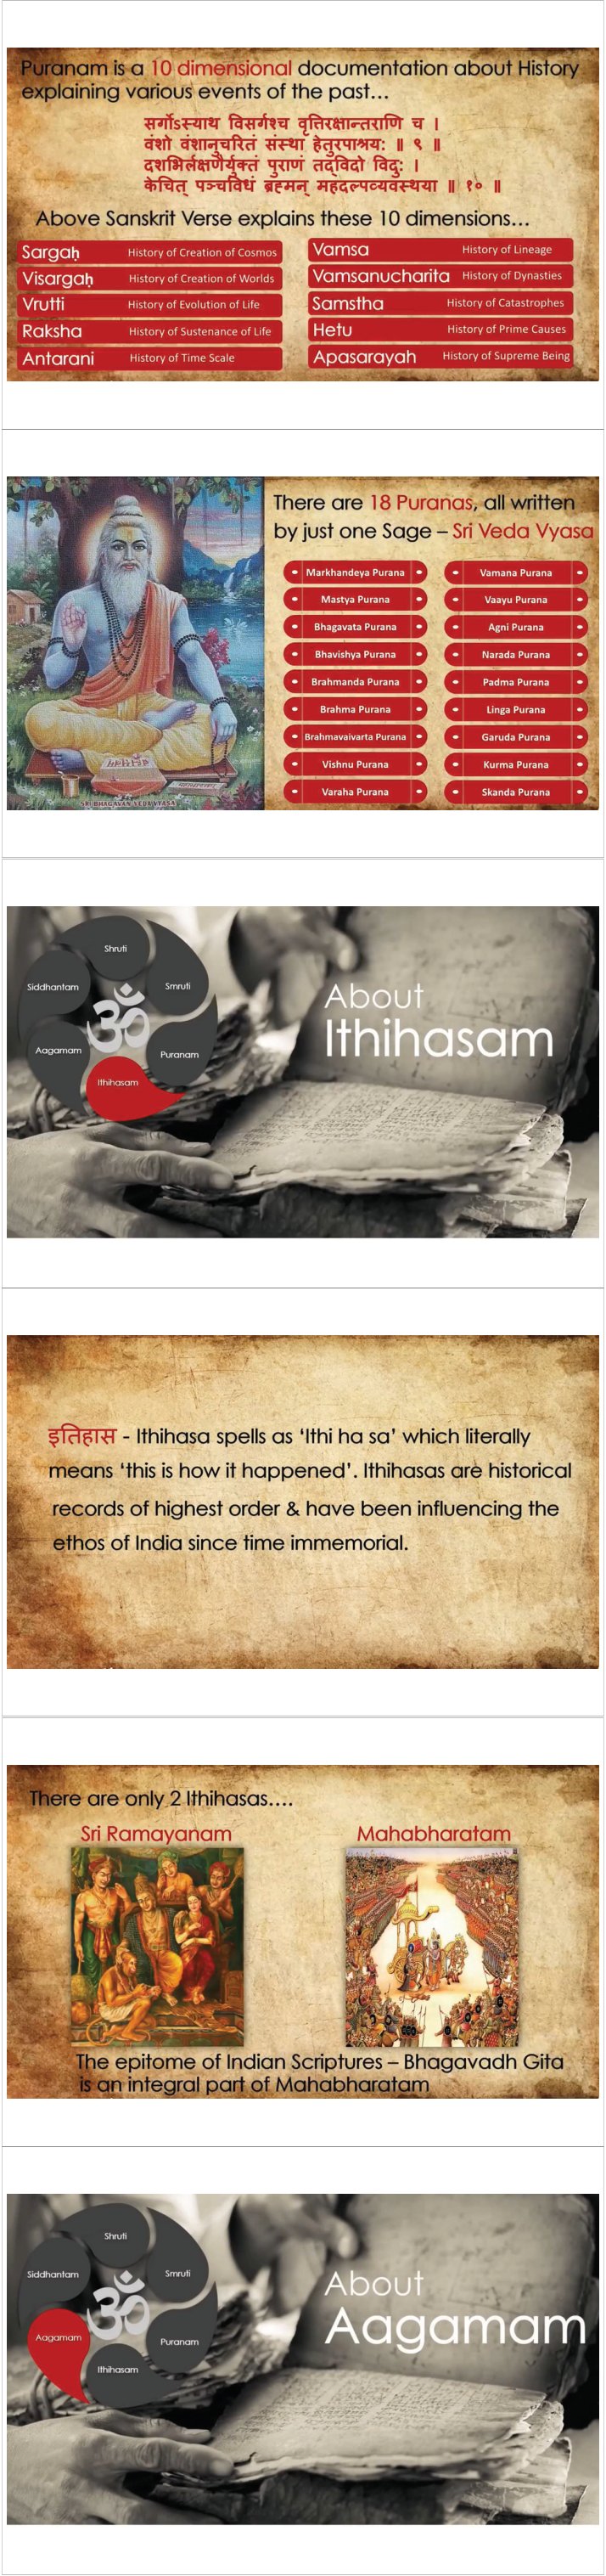 Puranam is a 10 dimensional documentation about History
explaining various events of the past...
सर्गोऽस्याथ विसर्गश्च वृत्तिरक्षान्तराणि च ।
वंशो वंशानुचरितं संस्था हेतुरपाश्रय: ॥ ९ ॥
दशभिर्लक्षणैर्युक्तं पुराणं तद्विदो विदु: ।
केचित् पञ्चविधं ब्रह्मन् महदल्पव्यवस्थया ॥ १० ॥
Above Sanskrit Verse explains these 10 dimensions...
Sargaḥ History of Creation of Cosmos
Visargaḥ History of Creation of Worlds
Vrutti History of Evolution of Life
Raksha History of Sustenance of Life
Antarani History of Time Scale
Vamsa History of Lineage
Vamsanucharita History of Dynasties
Samstha History of Catastrophes
Hetu History of Prime Causes
Apasarayah History of Supreme Being
There are 18 Puranas, all written
by just one Sage – Sri Veda Vyasa
Markhandeya Purana
Mastya Purana
Bhagavata Purana
Bhavishya Purana
Brahmanda Purana
Brahma Purana
Brahmavaivarta Purana
Vishnu Purana
Varaha Purana
Vamana Purana
Vaayu Purana
Agni Purana
Narada Purana
Padma Purana
Linga Purana
Garuda Purana
Kurma Purana
Skanda Purana
SRI BHAGAVAN VEDA VYASA
Shruti
Smruti
Puranam
Ithihasam
Aagamam
Siddhantam
ॐ
About
Ithihasam
इतिहास - Ithihasa spells as ‘Ithi ha sa’ which literally
means ‘this is how it happened’. Ithihasas are historical
records of highest order & have been influencing the
ethos of India since time immemorial.
There are only 2 Ithihasas....
Sri Ramayanam
Mahabharatam
The epitome of Indian Scriptures – Bhagavadh Gita
is an integral part of Mahabharatam
Shruti
Smruti
Puranam
Ithihasam
Aagamam
Siddhantam
ॐ
About
Aagamam